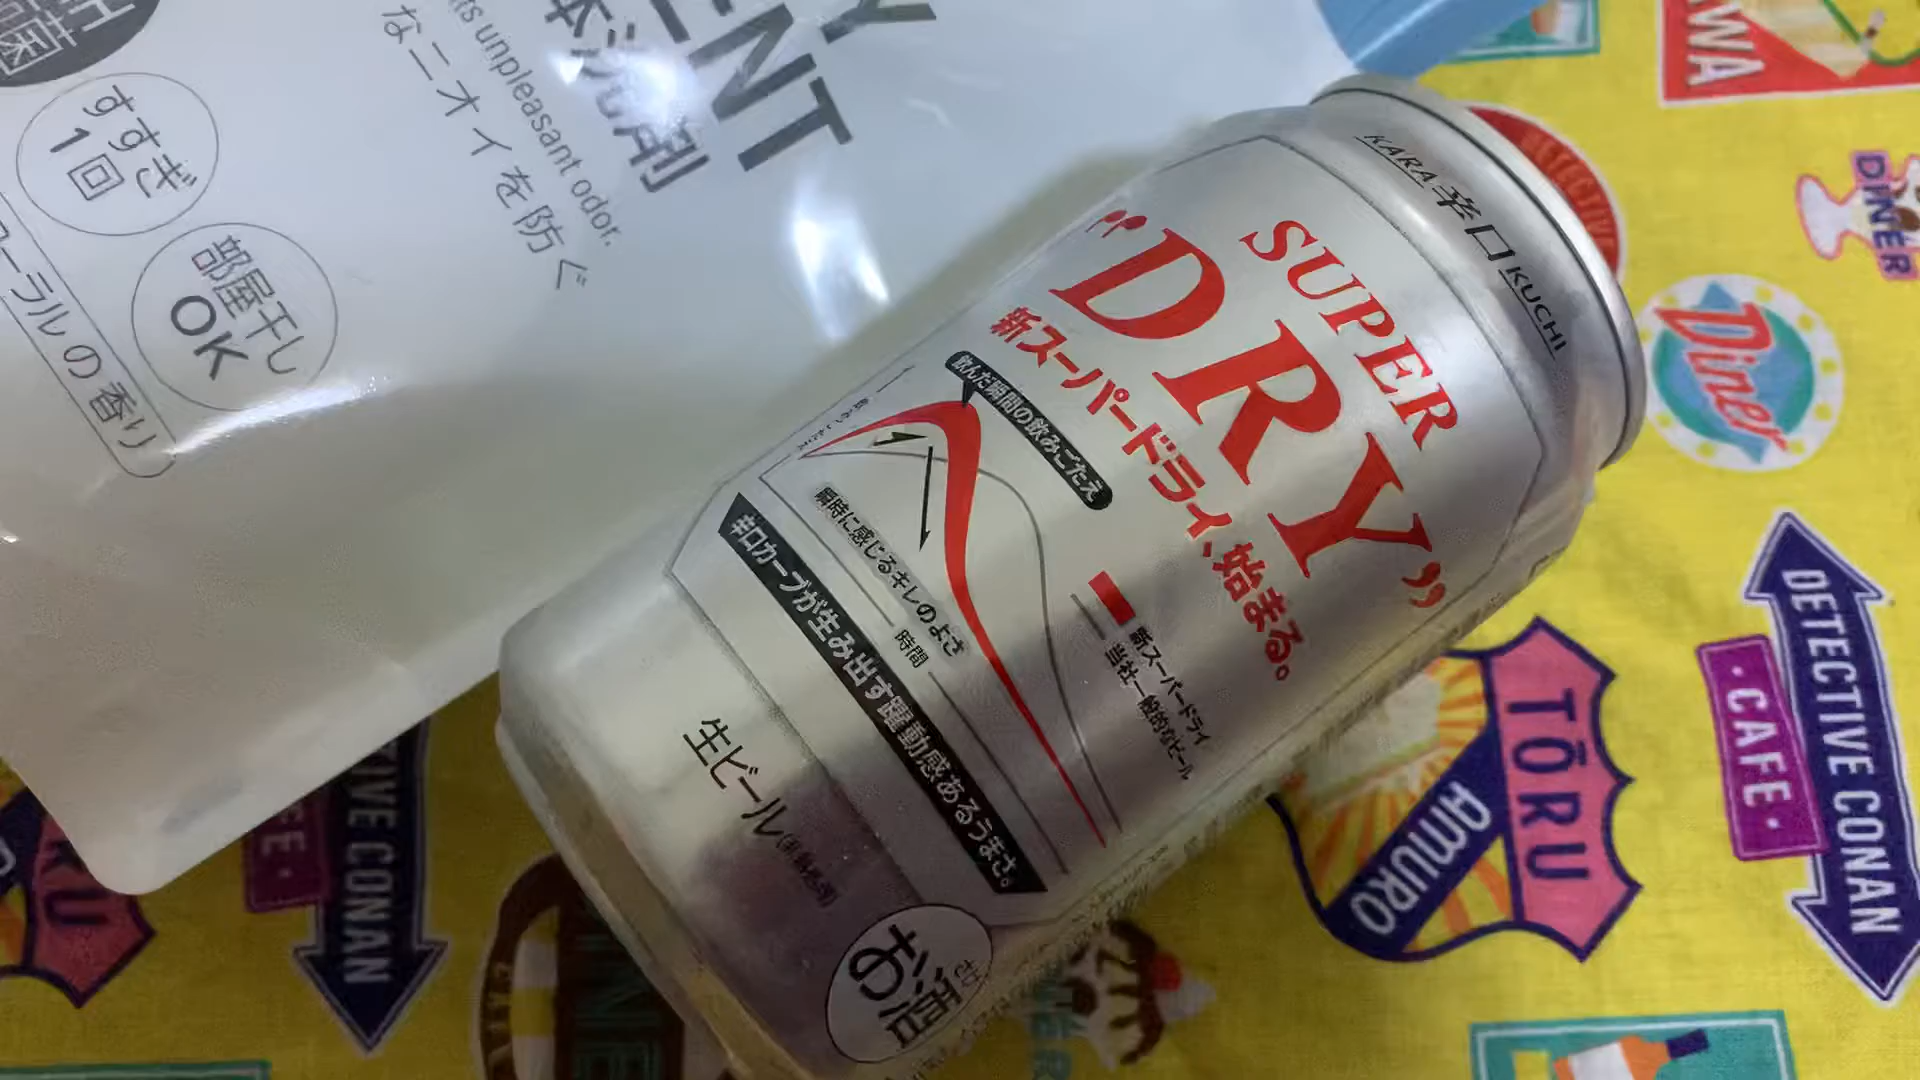 NT
ts unpleasant odor.
なニオイを防ぐ
すすぎ
1回
部屋干し
OK
ーラルの香り
KARA 辛口 KUCHI
SUPER
"DRY"
新スーパードライ、始まる。
飲んだ瞬間の飲みごたえ
瞬時に感じるキレのよさ
時間
新スーパードライ
当社一般的なビール
#口カーブが生み出す躍動感あるうまさ。
生ビール
お酒
WA
DINER
Diner
DETECTIVE CONAN
CAFE
TŌRU
AMURO
TIVE CONAN
FE
RU